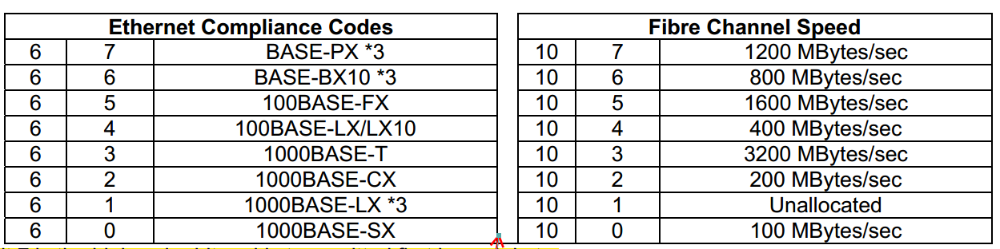 Ethernet Compliance Codes
6 7 BASE-PX *3
6 6 BASE-BX10 *3
6 5 100BASE-FX
6 4 100BASE-LX/LX10
6 3 1000BASE-T
6 2 1000BASE-CX
6 1 1000BASE-LX *3
6 0 1000BASE-SX
Fibre Channel Speed
10 7 1200 MBytes/sec
10 6 800 MBytes/sec
10 5 1600 MBytes/sec
10 4 400 MBytes/sec
10 3 3200 MBytes/sec
10 2 200 MBytes/sec
10 1 Unallocated
10 0 100 MBytes/sec